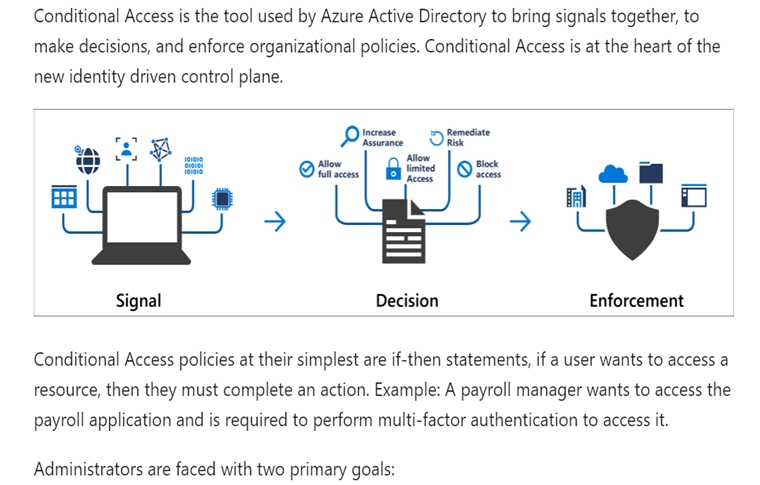 Conditional Access is the tool used by Azure Active Directory to bring signals together, to
make decisions, and enforce organizational policies. Conditional Access is at the heart of the
new identity driven control plane.
Increase
Assurance
Remediate
Risk
Allow
full access
Allow
limited
Access
Block
access
01010
01010
10101
Signal
Decision
Enforcement
Conditional Access policies at their simplest are if-then statements, if a user wants to access a
resource, then they must complete an action. Example: A payroll manager wants to access the
payroll application and is required to perform multi-factor authentication to access it.
Administrators are faced with two primary goals: